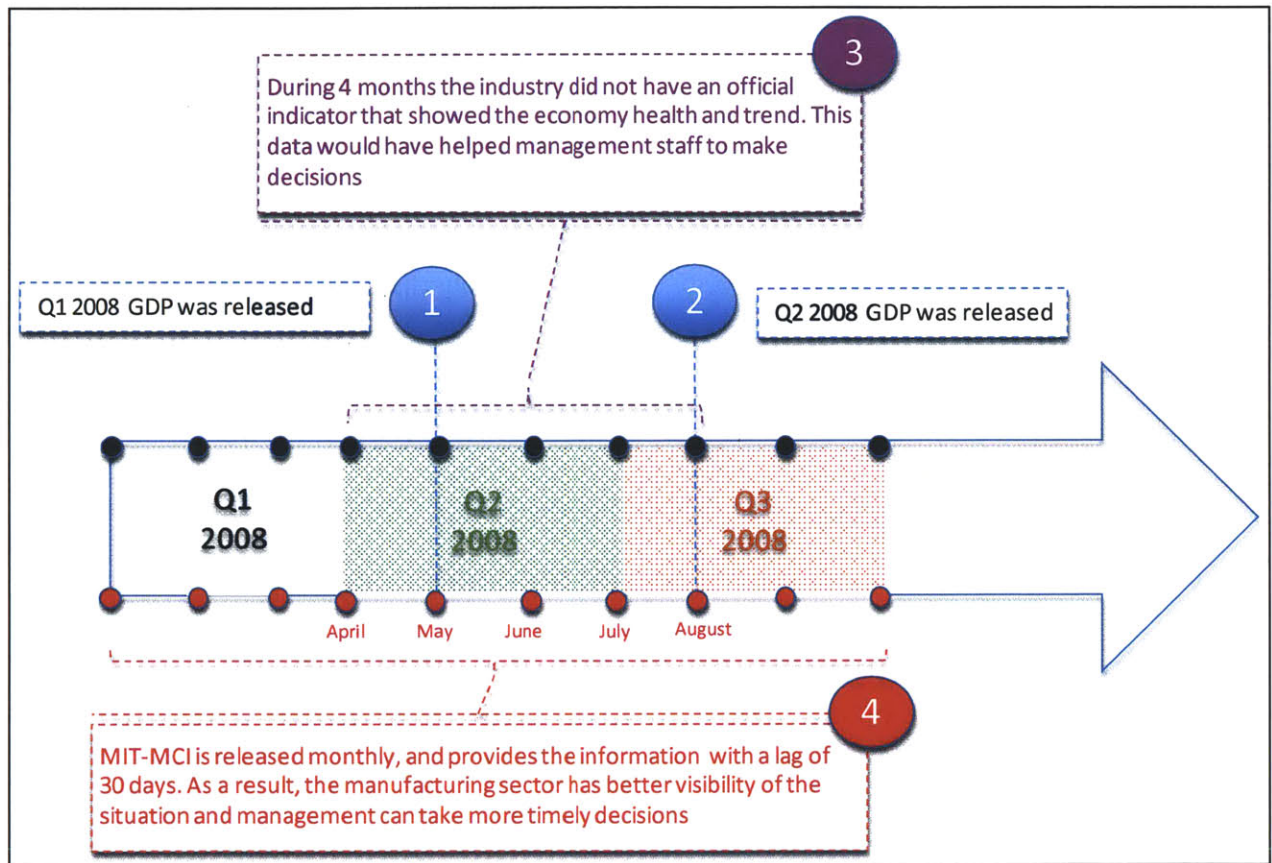 3
During 4 months the industry did not have an official
indicator that showed the economy health and trend. This
data would have helped management staff to make
decisions
Q1 2008 GDP was released
1
2
Q2 2008 GDP was released
Q1
2008
Q2
2008
Q3
2008
April
May
June
July
August
4
MIT-MCI is released monthly, and provides the information with a lag of
30 days. As a result, the manufacturing sector has better visibility of the
situation and management can take more timely decisions